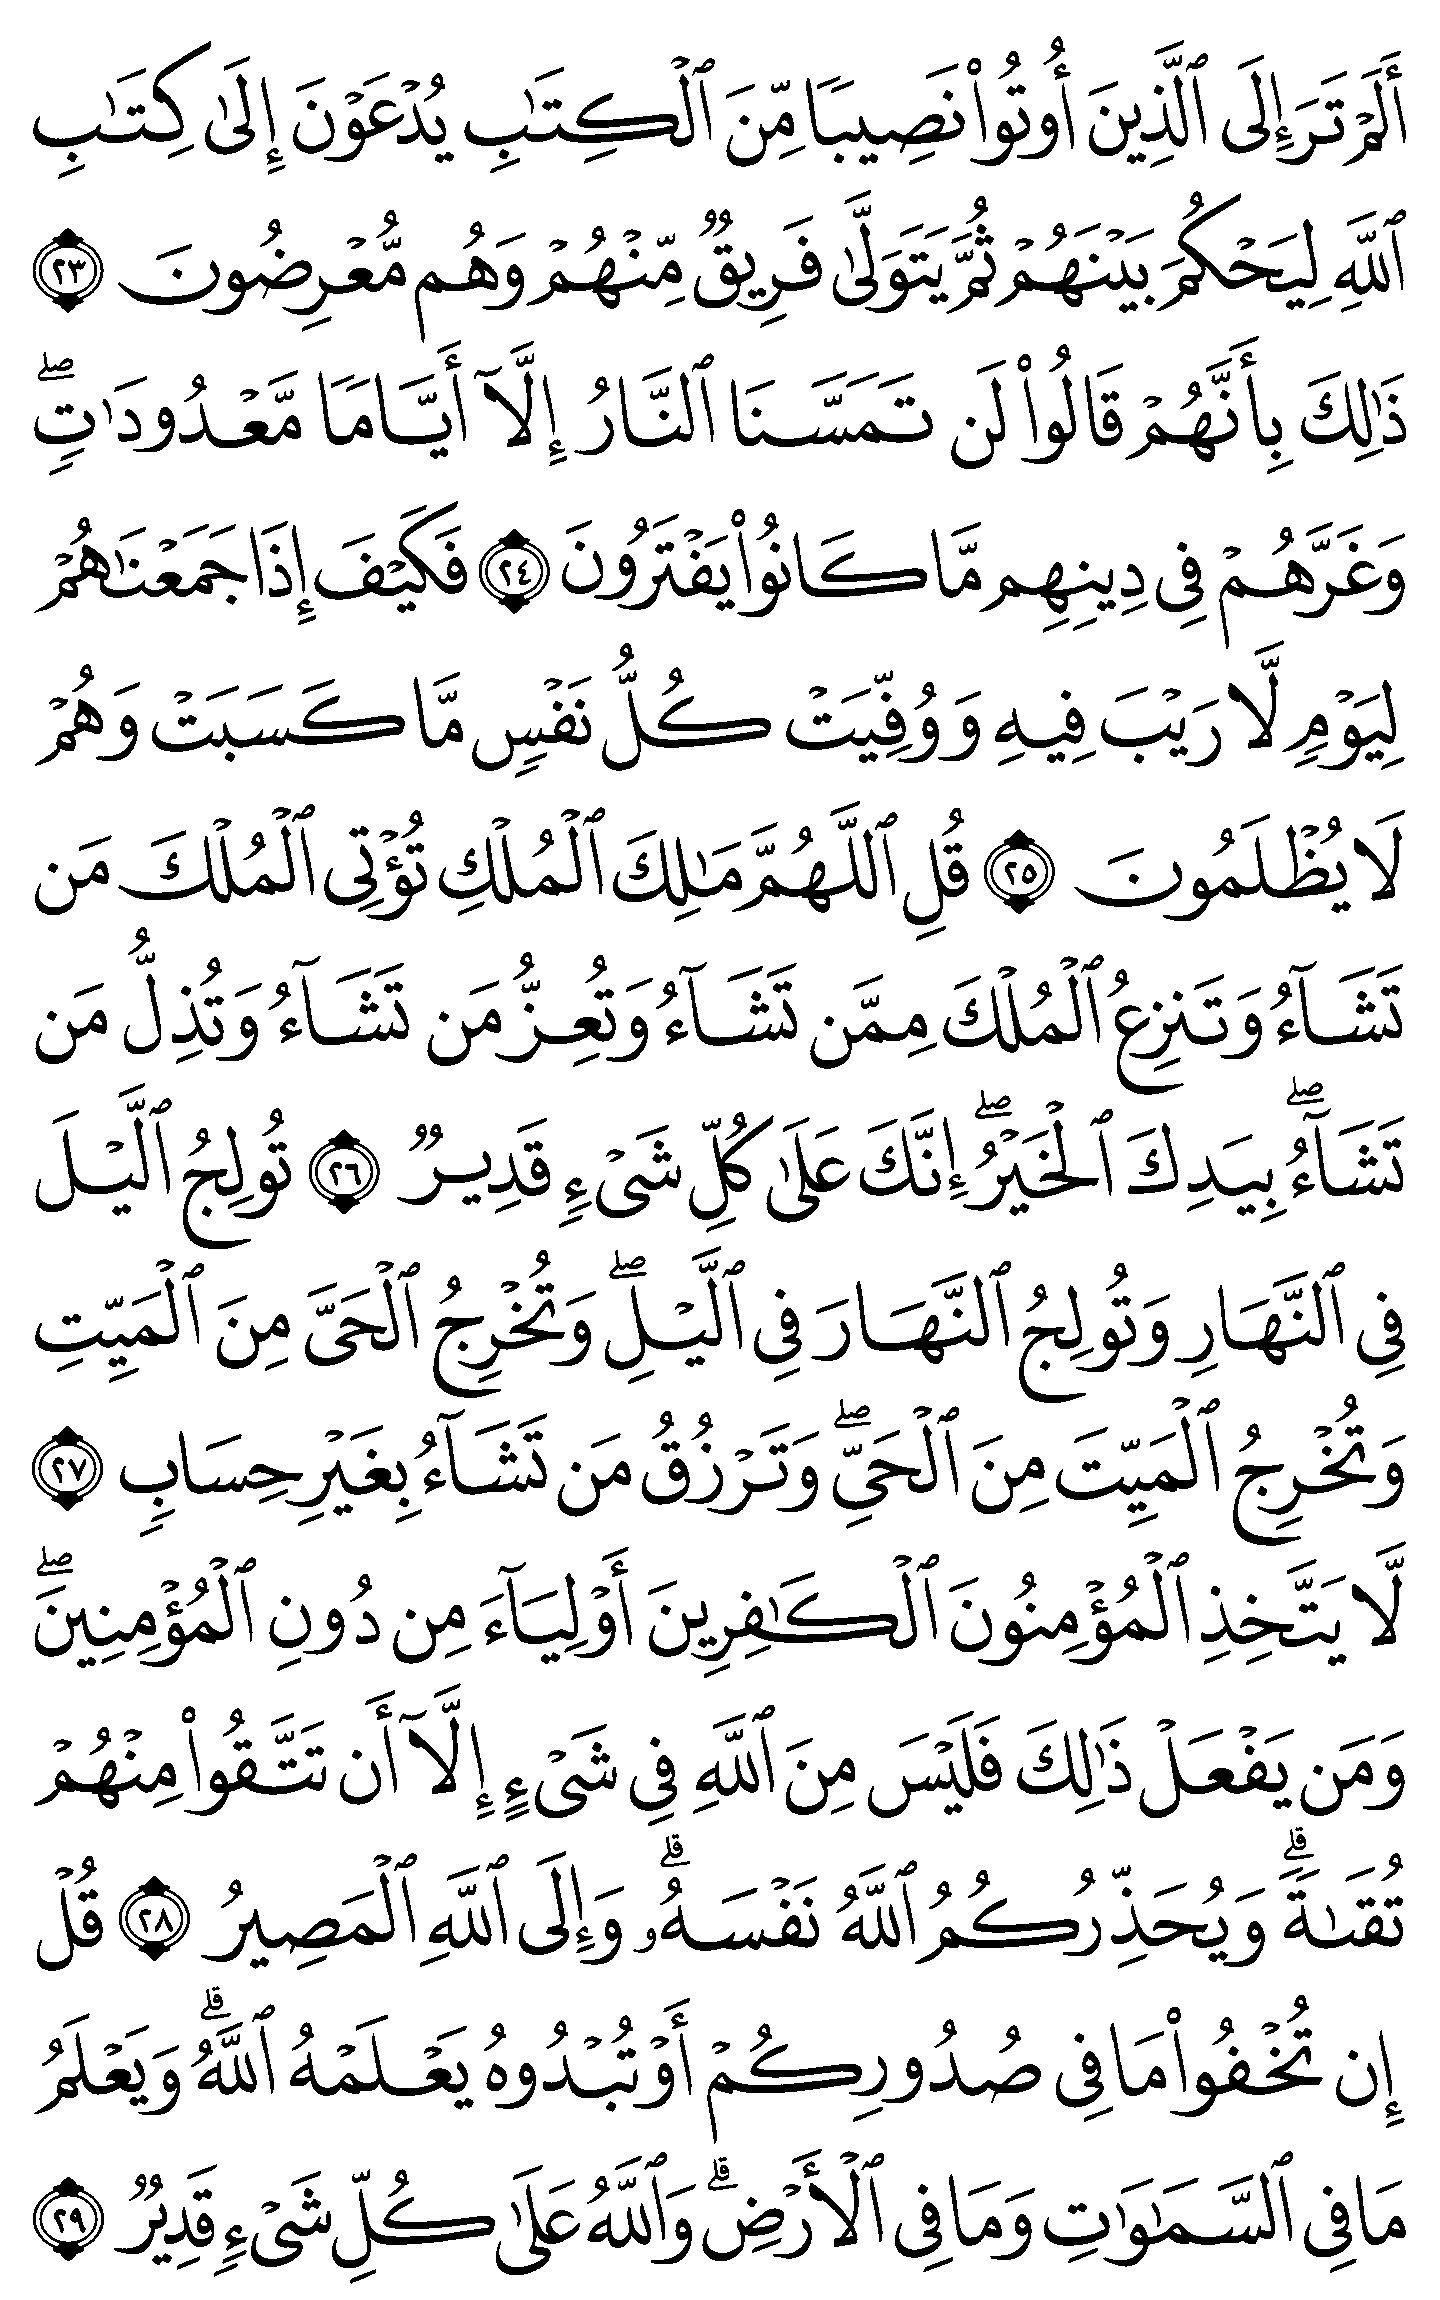 أَلَمۡ تَرَ إِلَى ٱلَّذِينَ أُوتُواْ نَصِيبٗا مِّنَ ٱلۡكِتَٰبِ يُدۡعَوۡنَ إِلَىٰ كِتَٰبِ
ٱللَّهِ لِيَحۡكُمَ بَيۡنَهُمۡ ثُمَّ يَتَوَلَّىٰ فَرِيقٞ مِّنۡهُمۡ وَهُم مُّعۡرِضُونَ ٢٣
ذَٰلِكَ بِأَنَّهُمۡ قَالُواْ لَن تَمَسَّنَا ٱلنَّارُ إِلَّآ أَيَّامٗا مَّعۡدُودَٰتٖۖ
وَغَرَّهُمۡ فِي دِينِهِم مَّا كَانُواْ يَفۡتَرُونَ ٢٤ فَكَيۡفَ إِذَا جَمَعۡنَٰهُمۡ
لِيَوۡمٖ لَّا رَيۡبَ فِيهِ وَوُفِّيَتۡ كُلُّ نَفۡسٖ مَّا كَسَبَتۡ وَهُمۡ
لَا يُظۡلَمُونَ ٢٥ قُلِ ٱللَّهُمَّ مَٰلِكَ ٱلۡمُلۡكِ تُؤۡتِي ٱلۡمُلۡكَ مَن
تَشَآءُ وَتَنزِعُ ٱلۡمُلۡكَ مِمَّن تَشَآءُ وَتُعِزُّ مَن تَشَآءُ وَتُذِلُّ مَن
تَشَآءُۖ بِيَدِكَ ٱلۡخَيۡرُۖ إِنَّكَ عَلَىٰ كُلِّ شَيۡءٖ قَدِيرٞ ٢٦ تُولِجُ ٱلَّيۡلَ
فِي ٱلنَّهَارِ وَتُولِجُ ٱلنَّهَارَ فِي ٱلَّيۡلِۖ وَتُخۡرِجُ ٱلۡحَيَّ مِنَ ٱلۡمَيِّتِ
وَتُخۡرِجُ ٱلۡمَيِّتَ مِنَ ٱلۡحَيِّۖ وَتَرۡزُقُ مَن تَشَآءُ بِغَيۡرِ حِسَابٖ ٢٧
لَّا يَتَّخِذِ ٱلۡمُؤۡمِنُونَ ٱلۡكَٰفِرِينَ أَوۡلِيَآءَ مِن دُونِ ٱلۡمُؤۡمِنِينَۖ
وَمَن يَفۡعَلۡ ذَٰلِكَ فَلَيۡسَ مِنَ ٱللَّهِ فِي شَيۡءٍ إِلَّآ أَن تَتَّقُواْ مِنۡهُمۡ
تُقَىٰةٗۗ وَيُحَذِّرُكُمُ ٱللَّهُ نَفۡسَهُۥۗ وَإِلَى ٱللَّهِ ٱلۡمَصِيرُ ٢٨ قُلۡ
إِن تُخۡفُواْ مَا فِي صُدُورِكُمۡ أَوۡ تُبۡدُوهُ يَعۡلَمۡهُ ٱللَّهُۗ وَيَعۡلَمُ
مَا فِي ٱلسَّمَٰوَٰتِ وَمَا فِي ٱلۡأَرۡضِۗ وَٱللَّهُ عَلَىٰ كُلِّ شَيۡءٖ قَدِيرٞ ٢٩